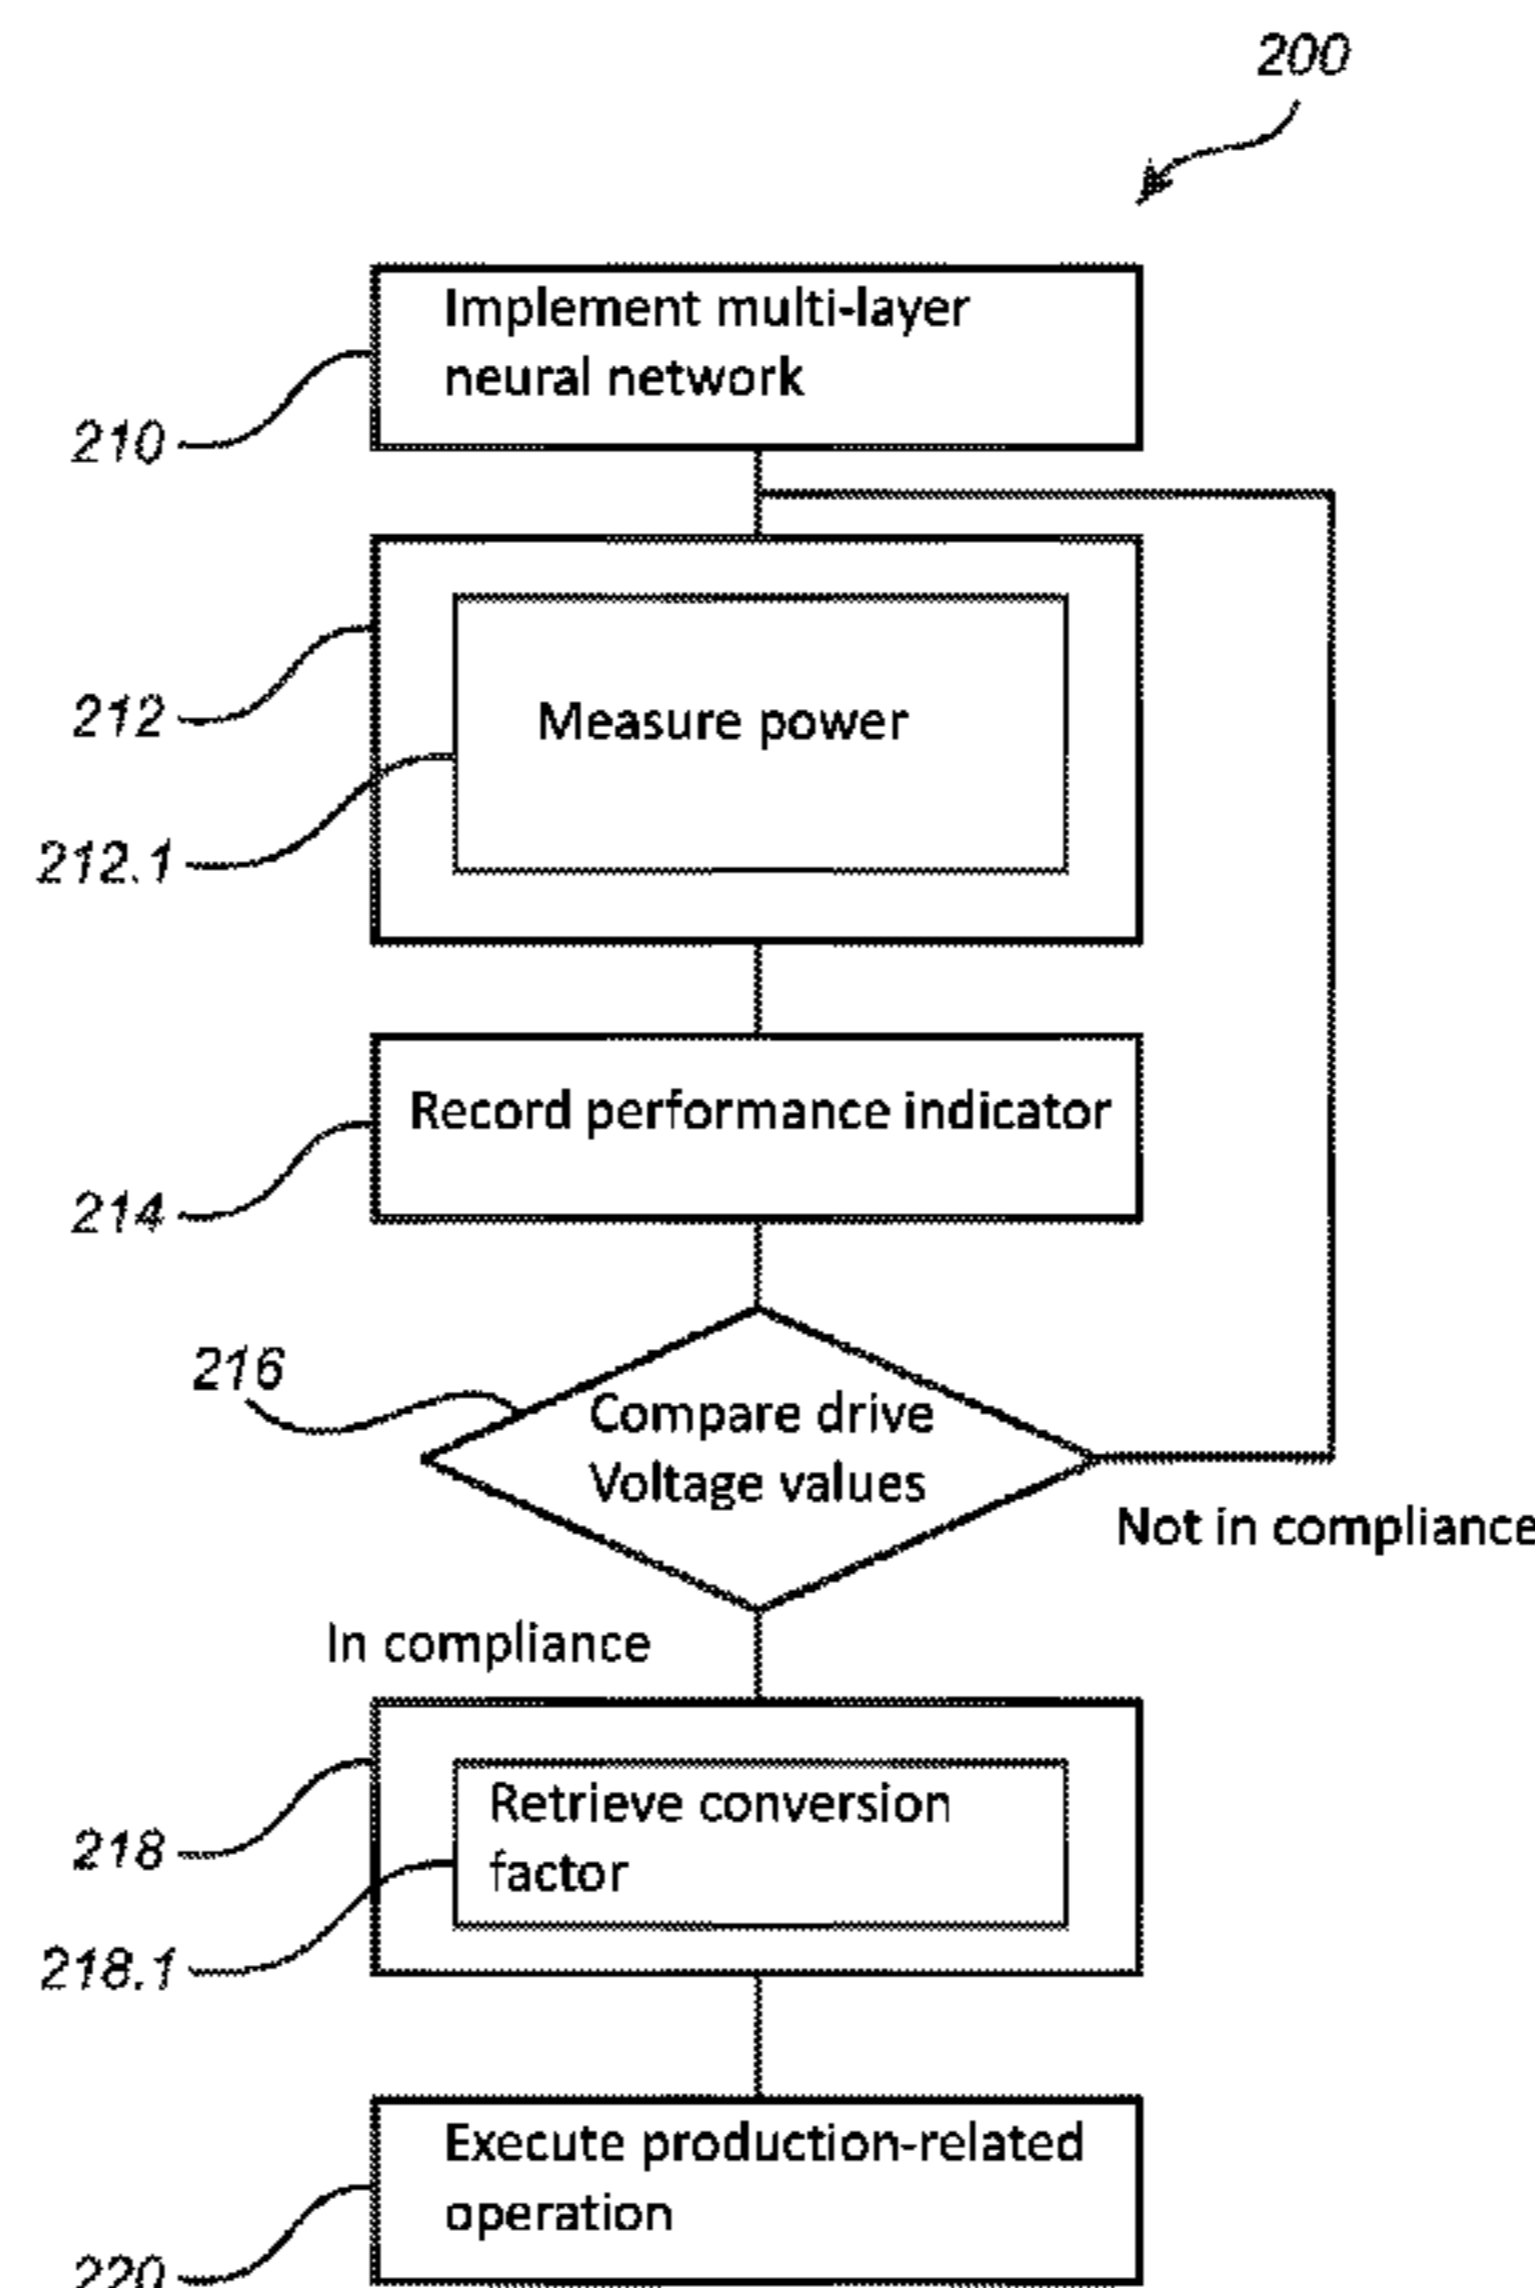 200
Implement multi-layer
neural network
210
212
Measure power
212.1
Record performance indicator
214
216
Compare drive
Voltage values
Not in compliance
In compliance
218
Retrieve conversion
factor
218.1
Execute production-related
operation
220